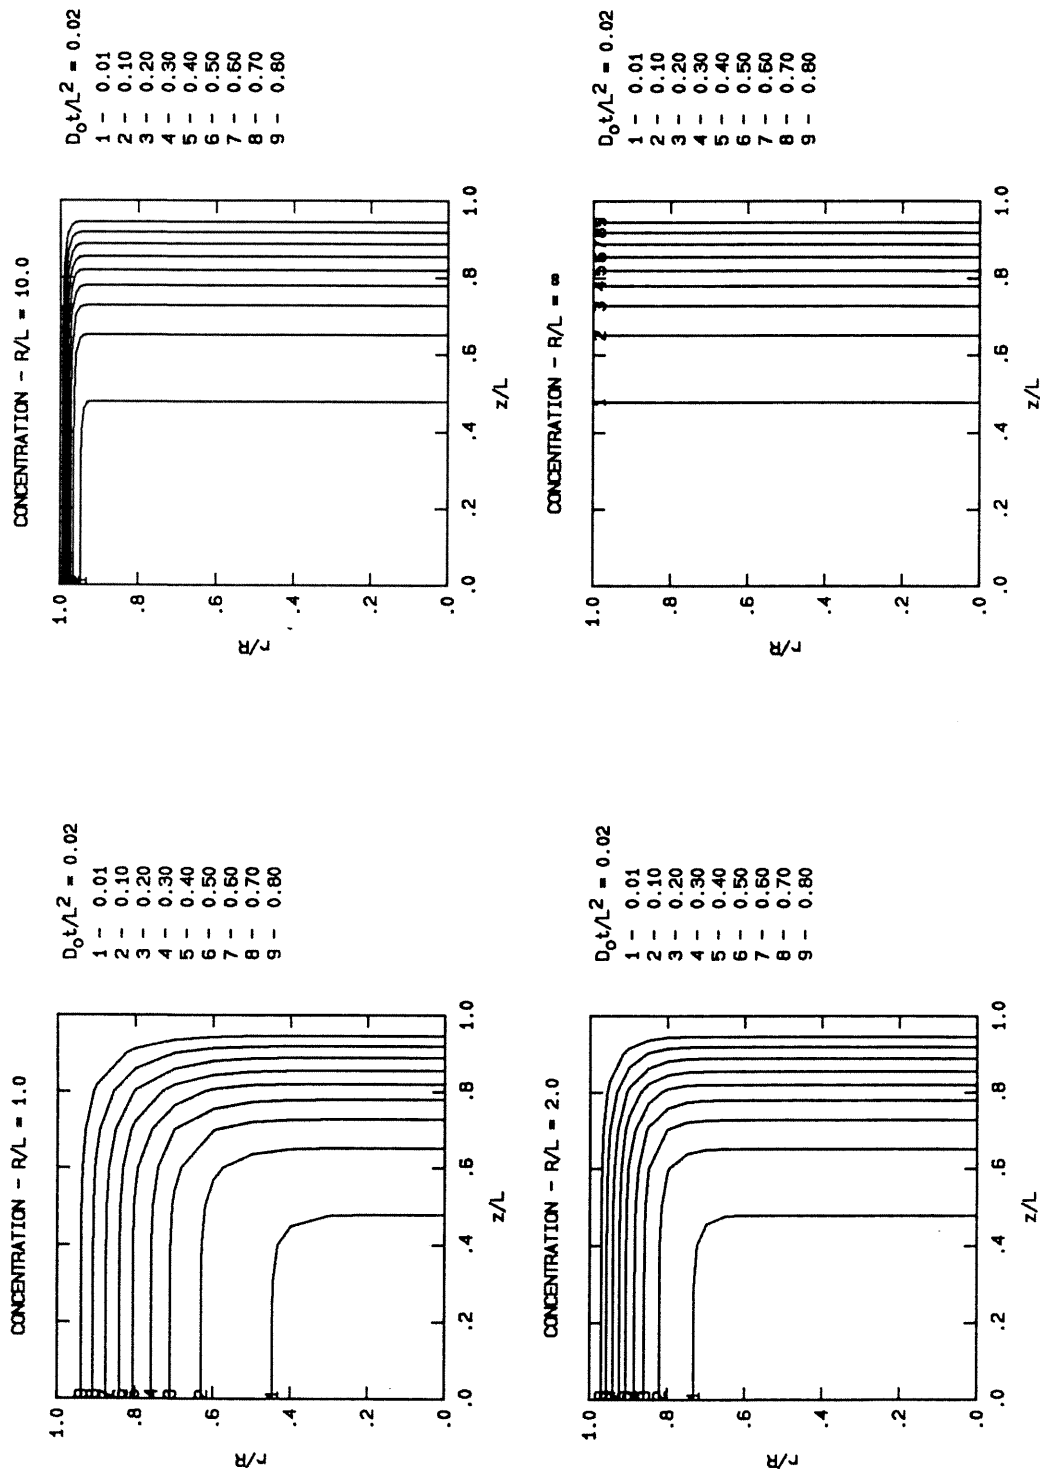 CONCENTRATION - R/L = 1.0
1.0
.8
.6
.4
.2
.0
r/R
.0
.2
.4
.6
.8
1.0
z/L
D₀t/L² = 0.02
1 - 0.01
2 - 0.10
3 - 0.20
4 - 0.30
5 - 0.40
6 - 0.50
7 - 0.60
8 - 0.70
9 - 0.80
CONCENTRATION - R/L = 10.0
1.0
.8
.6
.4
.2
.0
r/R
.0
.2
.4
.6
.8
1.0
z/L
D₀t/L² = 0.02
1 - 0.01
2 - 0.10
3 - 0.20
4 - 0.30
5 - 0.40
6 - 0.50
7 - 0.60
8 - 0.70
9 - 0.80
CONCENTRATION - R/L = 2.0
1.0
.8
.6
.4
.2
.0
r/R
.0
.2
.4
.6
.8
1.0
z/L
D₀t/L² = 0.02
1 - 0.01
2 - 0.10
3 - 0.20
4 - 0.30
5 - 0.40
6 - 0.50
7 - 0.60
8 - 0.70
9 - 0.80
CONCENTRATION - R/L = ∞
1.0
.8
.6
.4
.2
.0
r/R
1 2 3 4 5 6 7 8 9
.0
.2
.4
.6
.8
1.0
z/L
D₀t/L² = 0.02
1 - 0.01
2 - 0.10
3 - 0.20
4 - 0.30
5 - 0.40
6 - 0.50
7 - 0.60
8 - 0.70
9 - 0.80